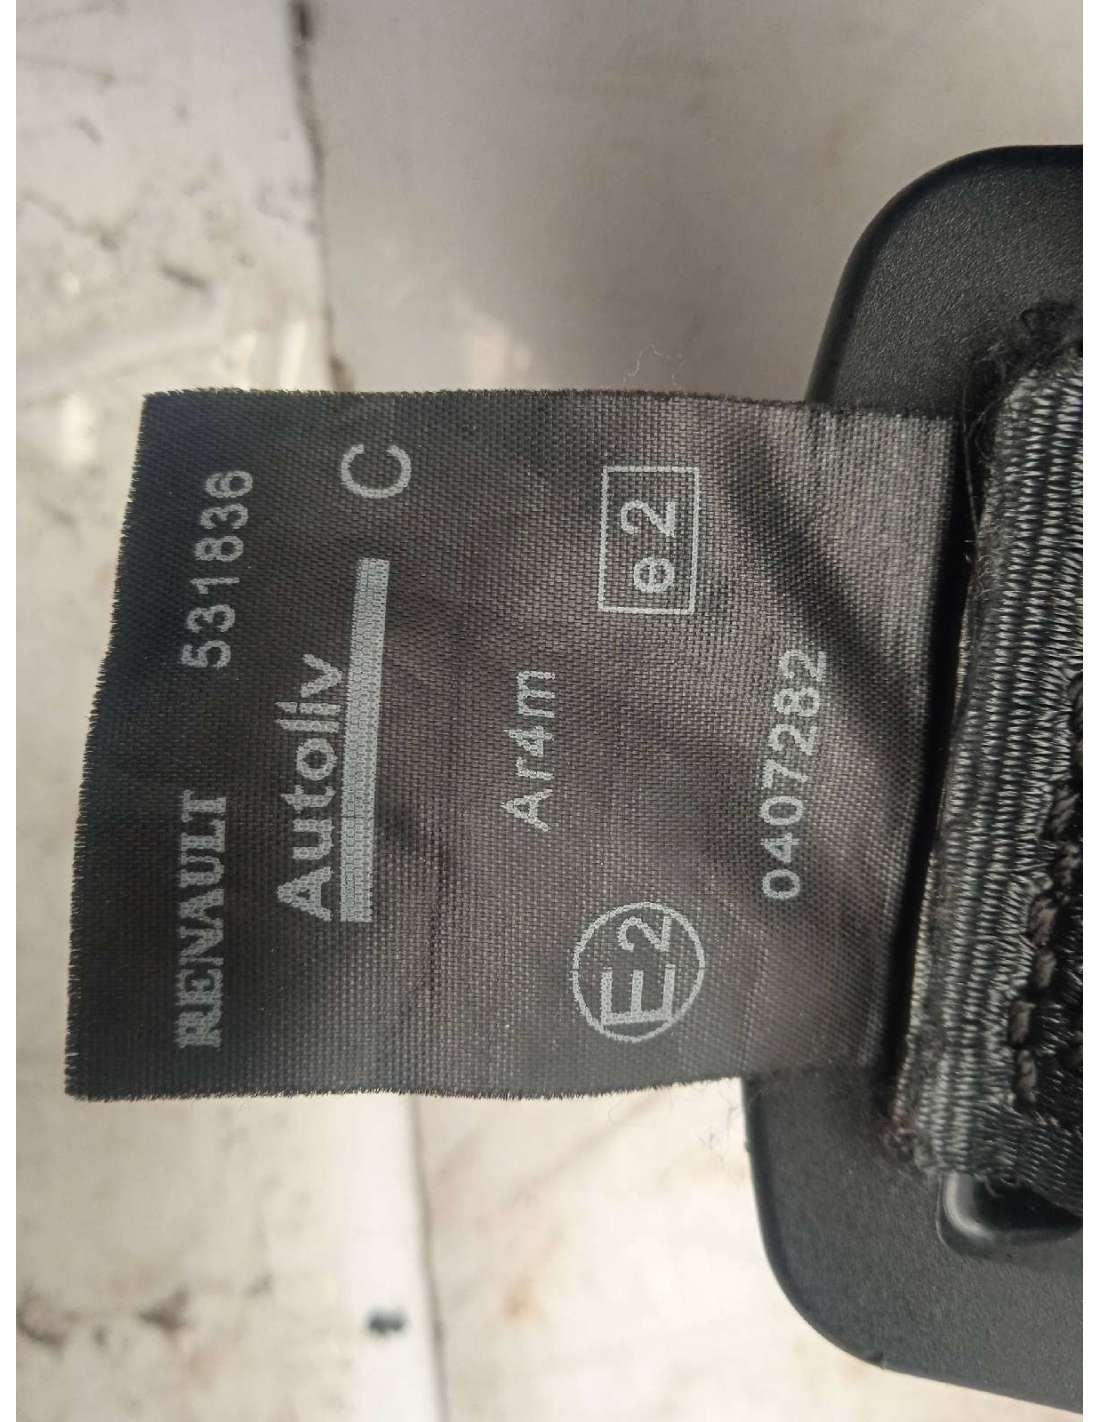 RENAULT 531836
Autoliv C
Ar4m
E2 e2
0407282